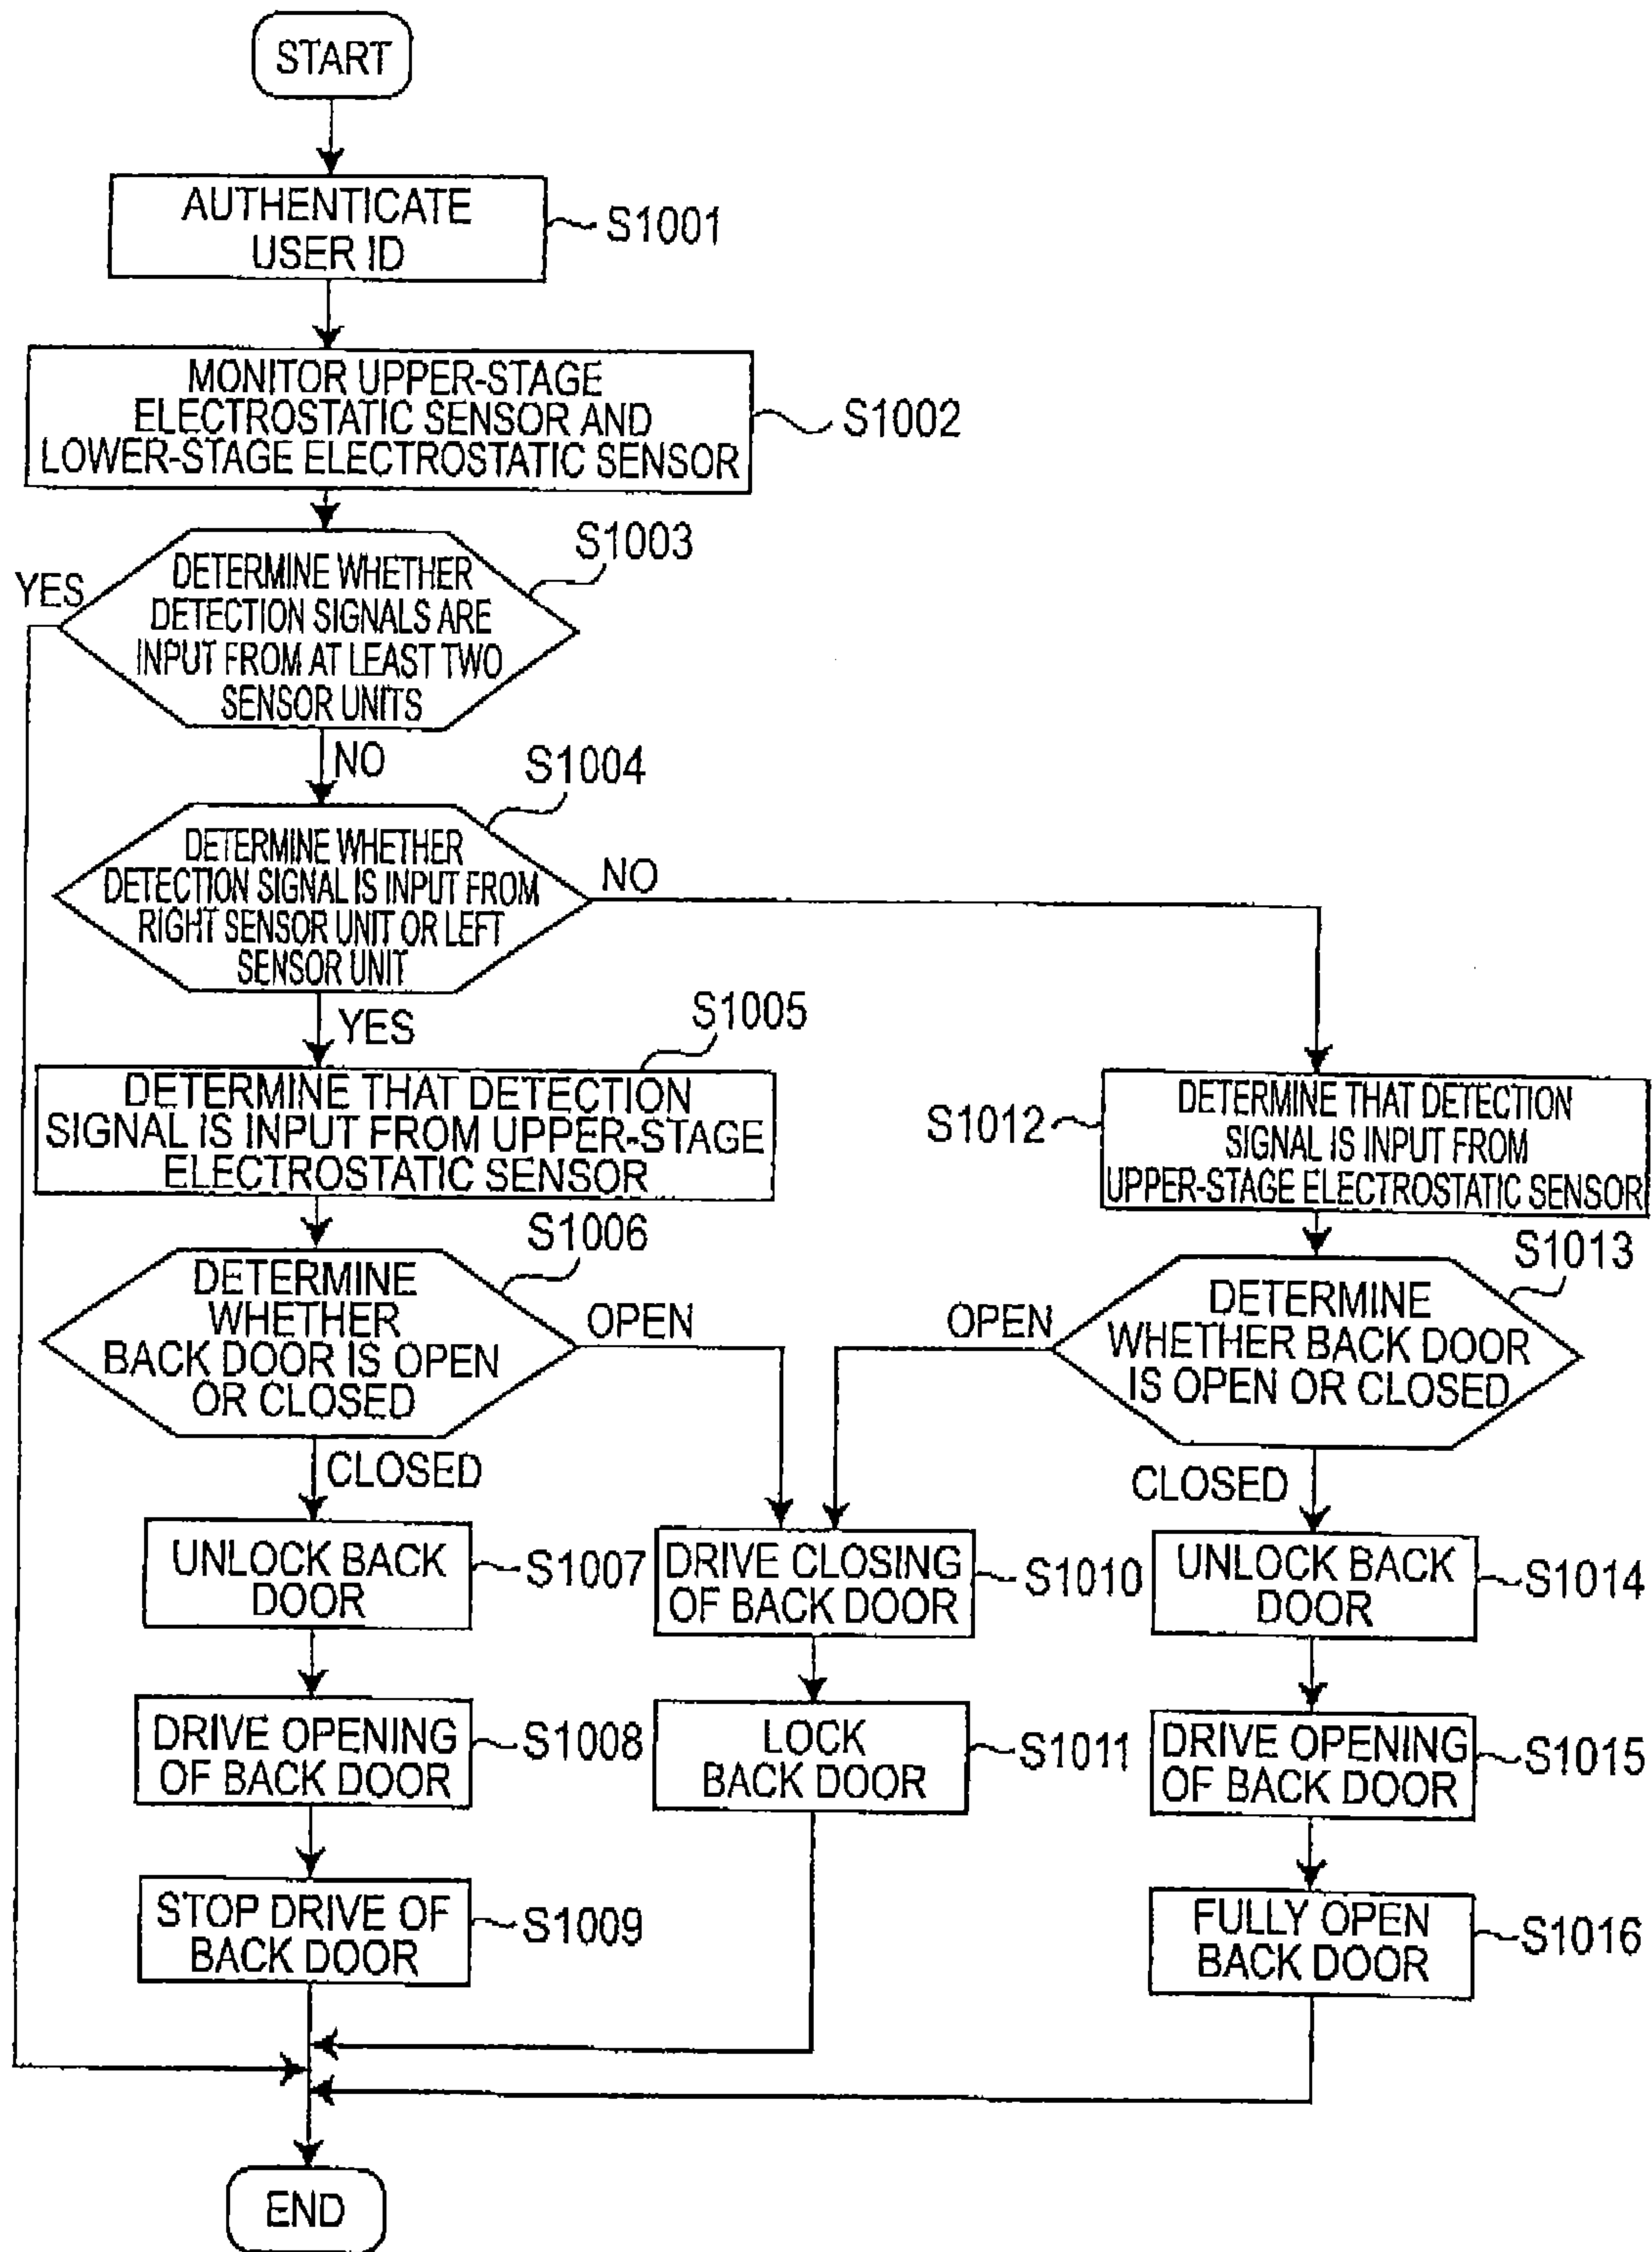 START
AUTHENTICATE
USER ID
S1001
MONITOR UPPER-STAGE
ELECTROSTATIC SENSOR AND
LOWER-STAGE ELECTROSTATIC SENSOR
S1002
S1003
YES
DETERMINE WHETHER
DETECTION SIGNALS ARE
INPUT FROM AT LEAST TWO
SENSOR UNITS
NO
S1004
DETERMINE WHETHER
DETECTION SIGNAL IS INPUT FROM
RIGHT SENSOR UNIT OR LEFT
SENSOR UNIT
NO
YES
S1005
DETERMINE THAT DETECTION
SIGNAL IS INPUT FROM UPPER-STAGE
ELECTROSTATIC SENSOR
S1012
DETERMINE THAT DETECTION
SIGNAL IS INPUT FROM
UPPER-STAGE ELECTROSTATIC SENSOR
S1006
DETERMINE
WHETHER
BACK DOOR IS OPEN
OR CLOSED
OPEN
OPEN
S1013
DETERMINE
WHETHER BACK DOOR
IS OPEN OR CLOSED
CLOSED
CLOSED
UNLOCK BACK
DOOR
S1007
DRIVE CLOSING
OF BACK DOOR
S1010
UNLOCK BACK
DOOR
S1014
DRIVE OPENING
OF BACK DOOR
S1008
LOCK
BACK DOOR
S1011
DRIVE OPENING
OF BACK DOOR
S1015
STOP DRIVE OF
BACK DOOR
S1009
FULLY OPEN
BACK DOOR
S1016
END